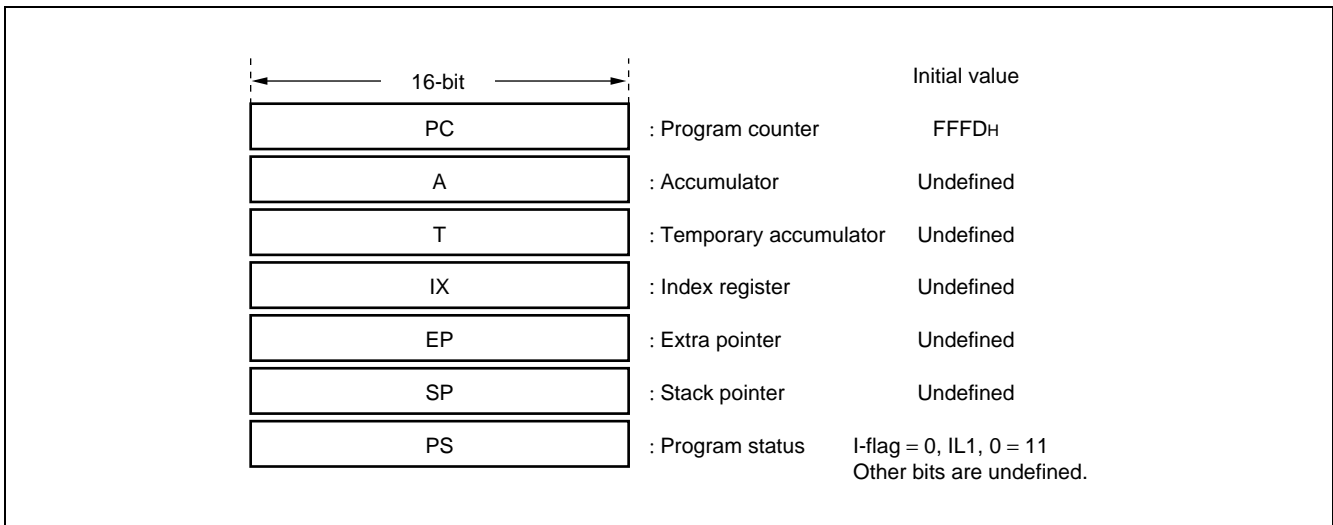 16-bit Initial value
PC : Program counter FFFDH
A : Accumulator Undefined
T : Temporary accumulator Undefined
IX : Index register Undefined
EP : Extra pointer Undefined
SP : Stack pointer Undefined
PS : Program status I-flag = 0, IL1, 0 = 11
Other bits are undefined.